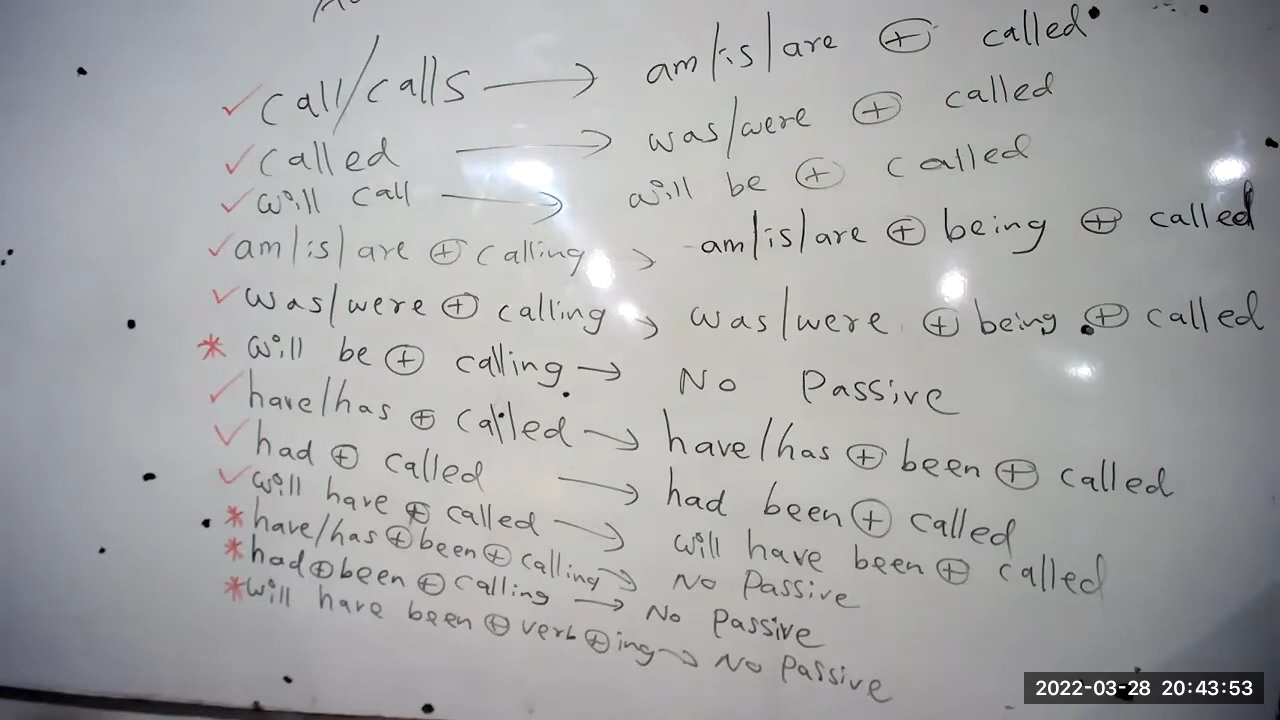 ✓ call/calls → am/is/are ⊕ called
✓ called → was/were ⊕ called
✓ will call → will be ⊕ called
✓ am/is/are ⊕ calling → am/is/are ⊕ being ⊕ called
✓ was/were ⊕ calling → was/were ⊕ being ⊕ called
* will be ⊕ calling → No Passive
✓ have/has ⊕ called → have/has ⊕ been ⊕ called
✓ had ⊕ called → had been ⊕ called
✓ will have ⊕ called → will have been ⊕ called
* have/has ⊕ been ⊕ calling → No Passive
* had ⊕ been ⊕ calling → No Passive
* will have been ⊕ verb ⊕ ing → No Passive
2022-03-28 20:43:53